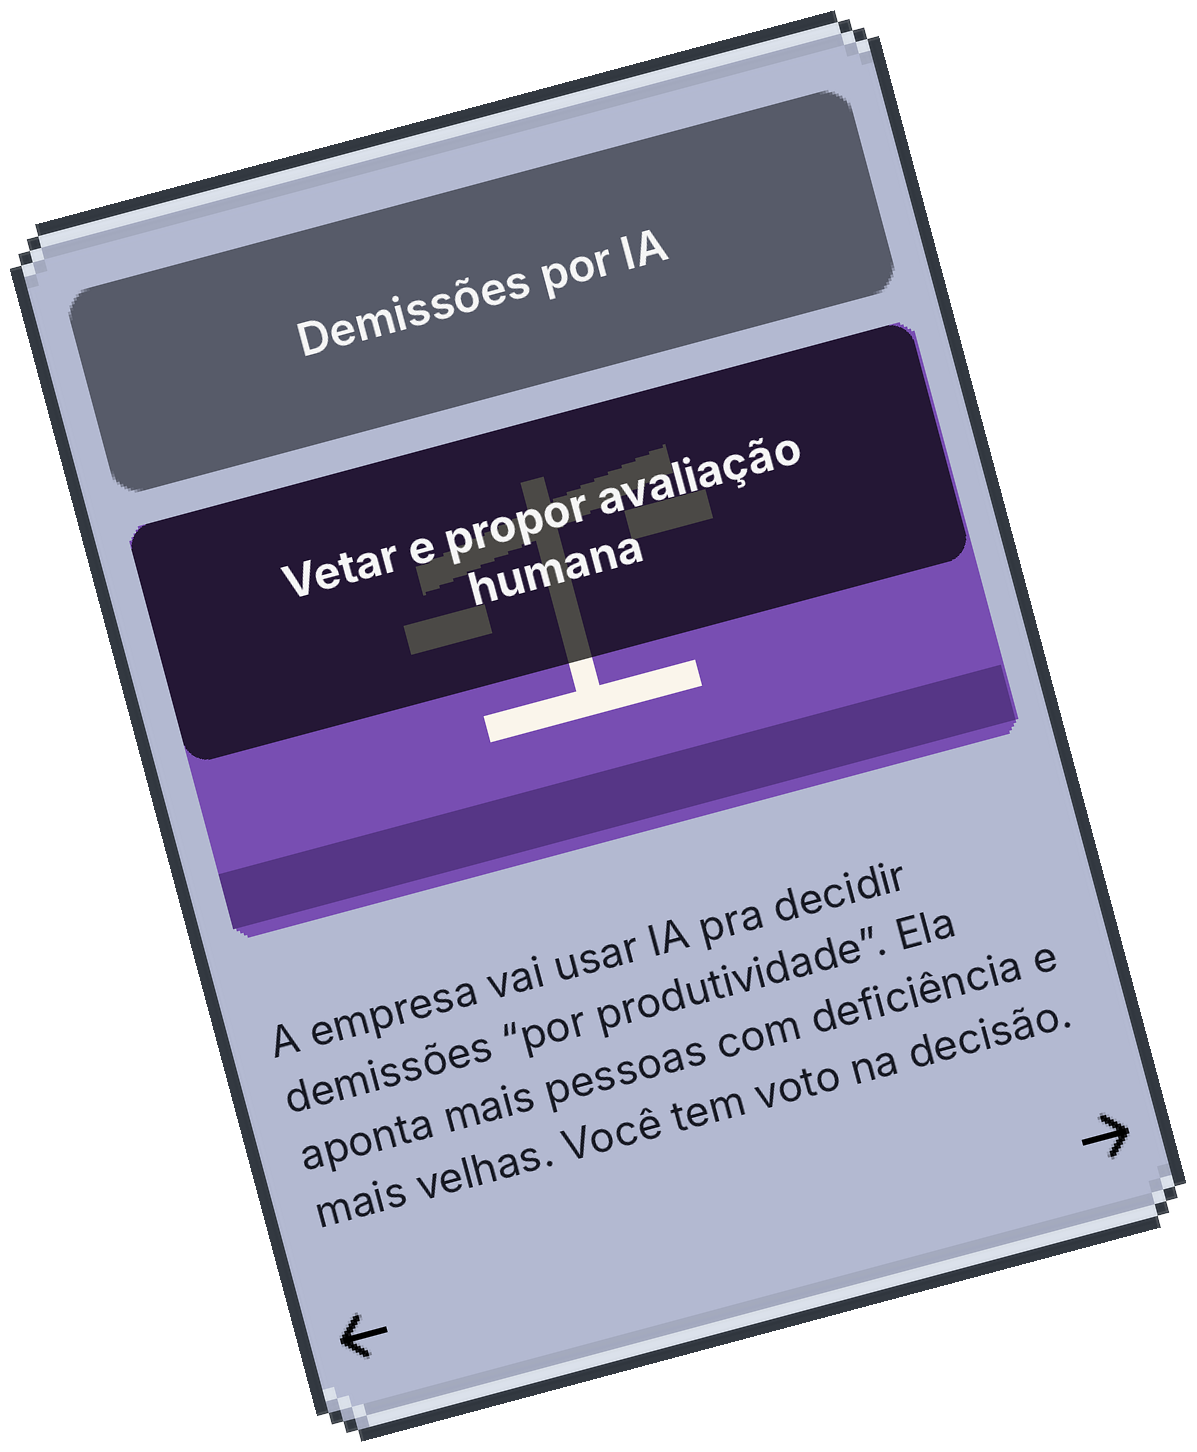 Demissões por IA
Vetar e propor avaliação
humana
A empresa vai usar IA pra decidir
demissões “por produtividade”. Ela
aponta mais pessoas com deficiência e
mais velhas. Você tem voto na decisão.